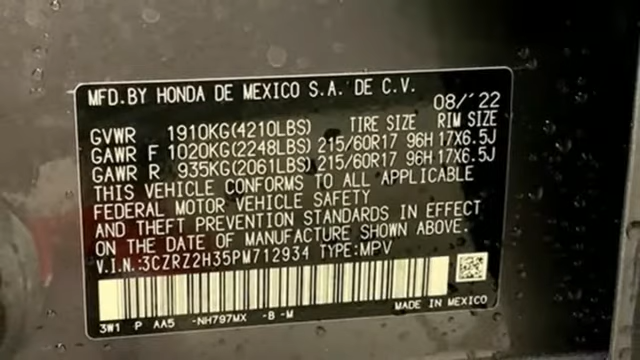 MFD.BY HONDA DE MEXICO S.A. DE C.V.
08/'22
GVWR 1910KG(4210LBS) TIRE SIZE RIM SIZE
GAWR F 1020KG(2248LBS) 215/60R17 96H 17X6.5J
GAWR R 935KG(2061LBS) 215/60R17 96H 17X6.5J
THIS VEHICLE CONFORMS TO ALL APPLICABLE
FEDERAL MOTOR VEHICLE SAFETY
AND THEFT PREVENTION STANDARDS IN EFFECT
ON THE DATE OF MANUFACTURE SHOWN ABOVE.
V.I.N.:3CZRZ2H35PM712934 TYPE:MPV
3W1 P AA5 -NH797MX -B -M MADE IN MEXICO